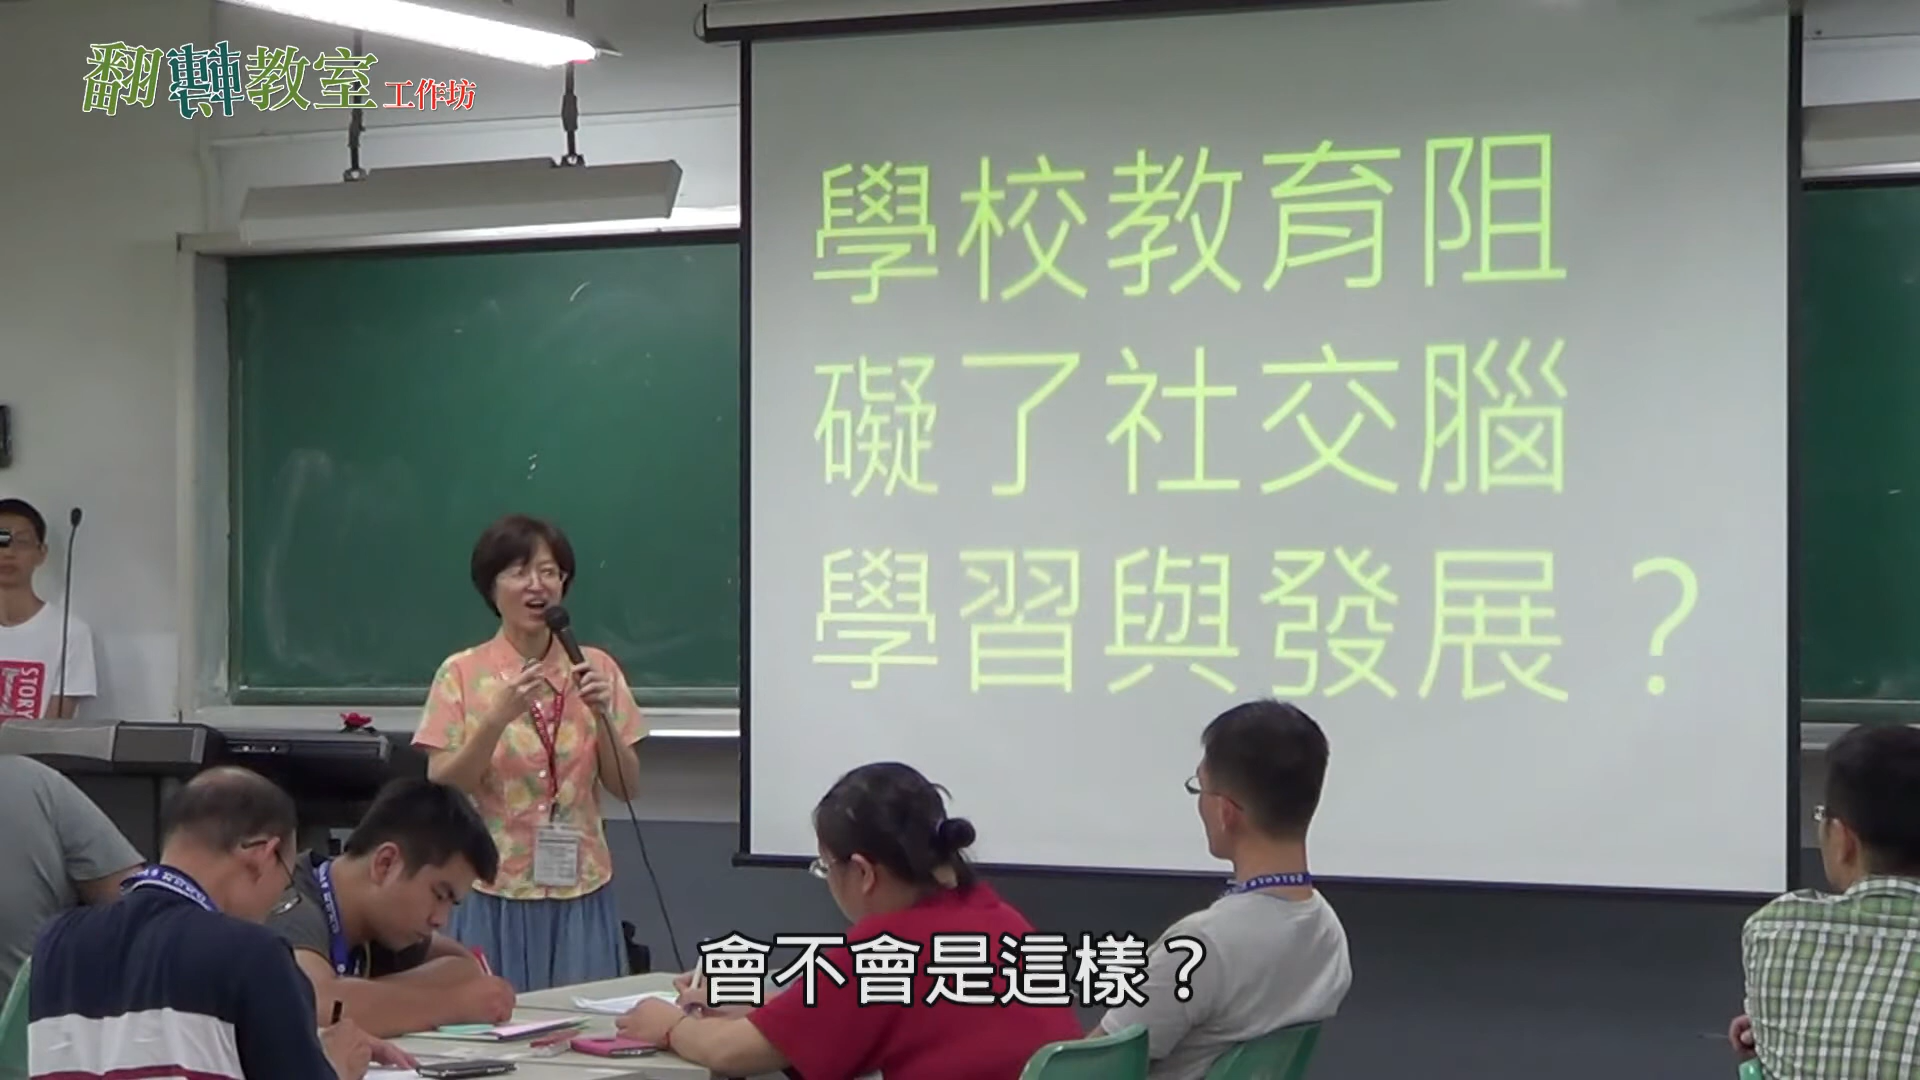 翻轉教室工作坊
學校教育阻
礙了社交腦
學習與發展？
STORY
會不會是這樣？